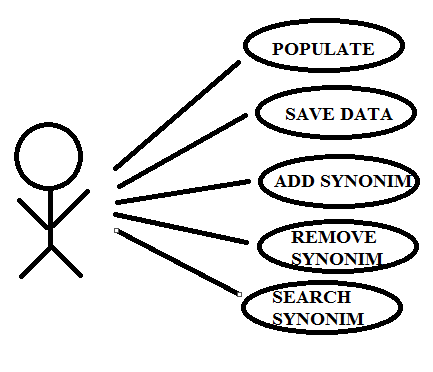 POPULATE
SAVE DATA
ADD SYNONIM
REMOVE
SYNONIM
SEARCH
SYNONIM